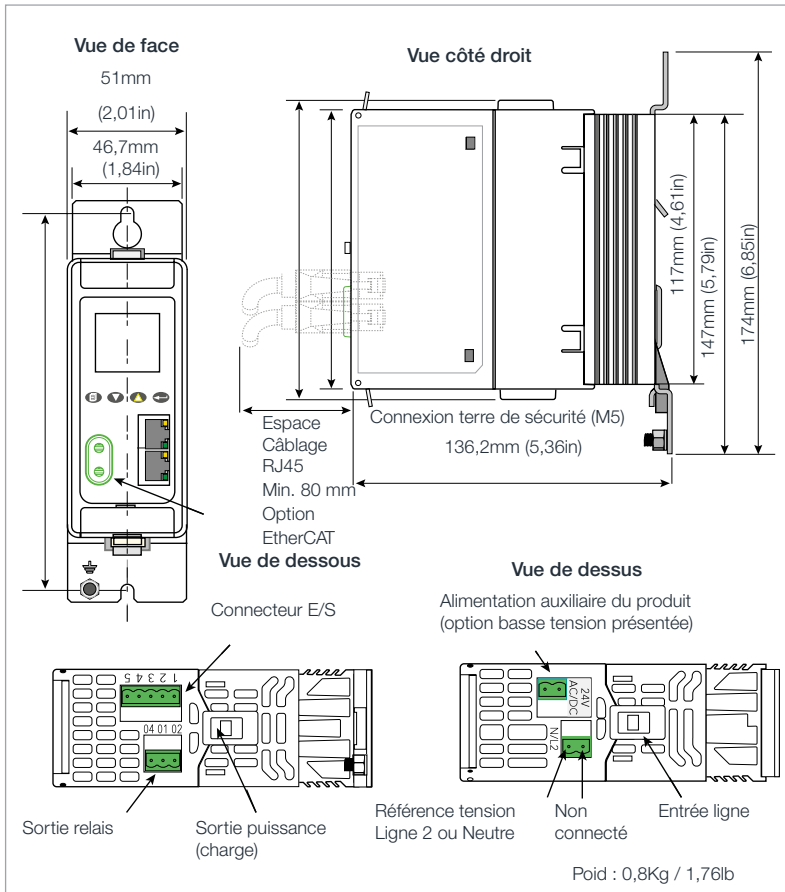 Vue de face
51mm
(2,01in)
46,7mm
(1,84in)
Vue côté droit
117mm (4,61in)
147mm (5,79in)
174mm (6,85in)
Espace
Câblage
RJ45
Min. 80 mm
Option
EtherCAT
Connexion terre de sécurité (M5)
136,2mm (5,36in)
Vue de dessous
Connecteur E/S
5 4 3 2 1
04 01 02
Sortie relais
Sortie puissance
(charge)
Vue de dessus
Alimentation auxiliaire du produit
(option basse tension présentée)
24V
AC/DC
N/L2
Référence tension
Ligne 2 ou Neutre
Non
connecté
Entrée ligne
Poid : 0,8Kg / 1,76lb